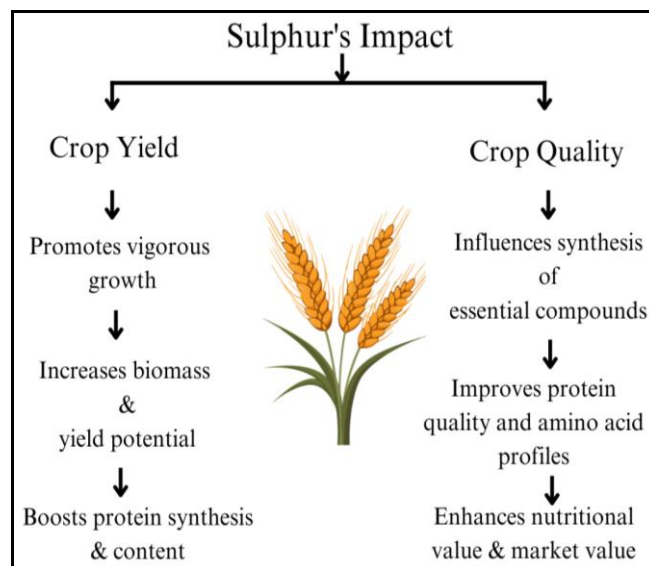 Sulphur's Impact
Crop Yield
Promotes vigorous
growth
Increases biomass
&
yield potential
Boosts protein synthesis
& content
Crop Quality
Influences synthesis
of
essential compounds
Improves protein
quality and amino acid
profiles
Enhances nutritional
value & market value